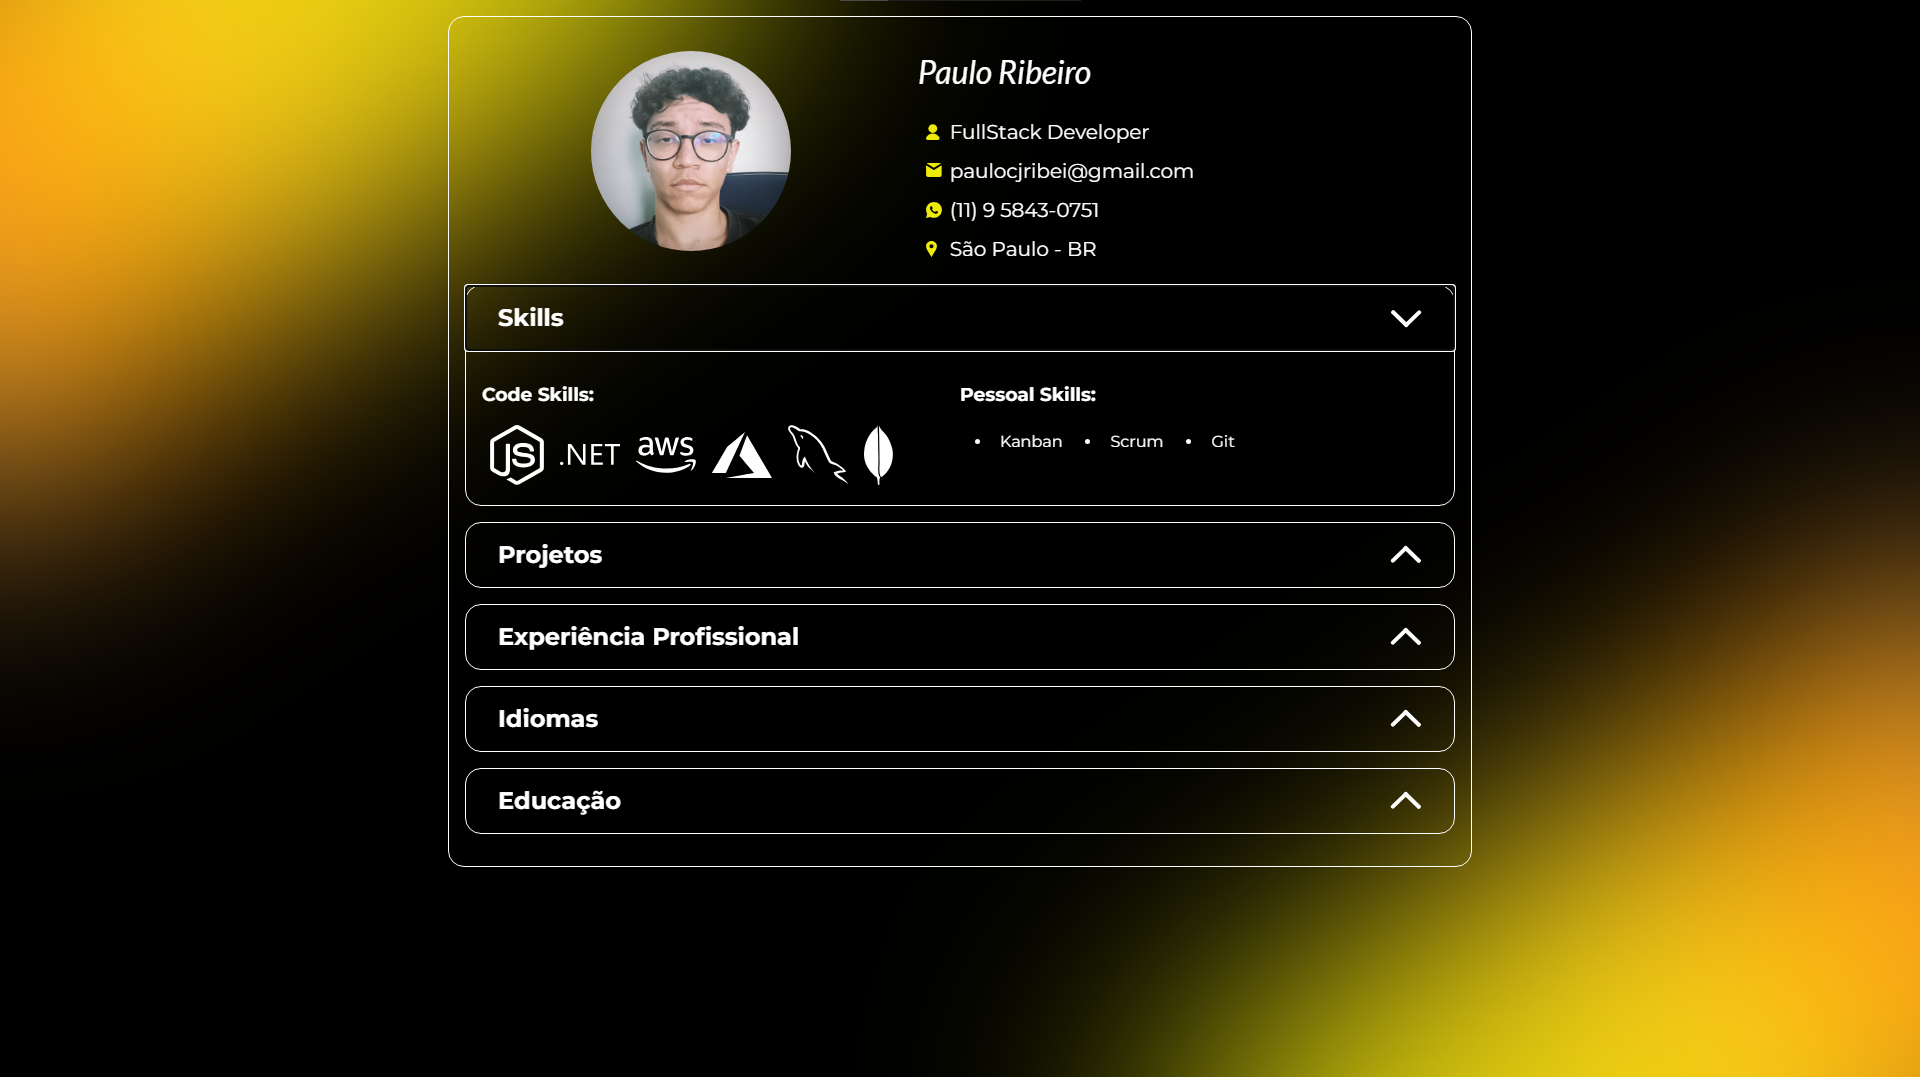 Paulo Ribeiro
FullStack Developer
paulocjribei@gmail.com
(11) 9 5843-0751
São Paulo - BR
Skills
Code Skills:
JS .NET aws
Pessoal Skills:
• Kanban • Scrum • Git
Projetos
Experiência Profissional
Idiomas
Educação